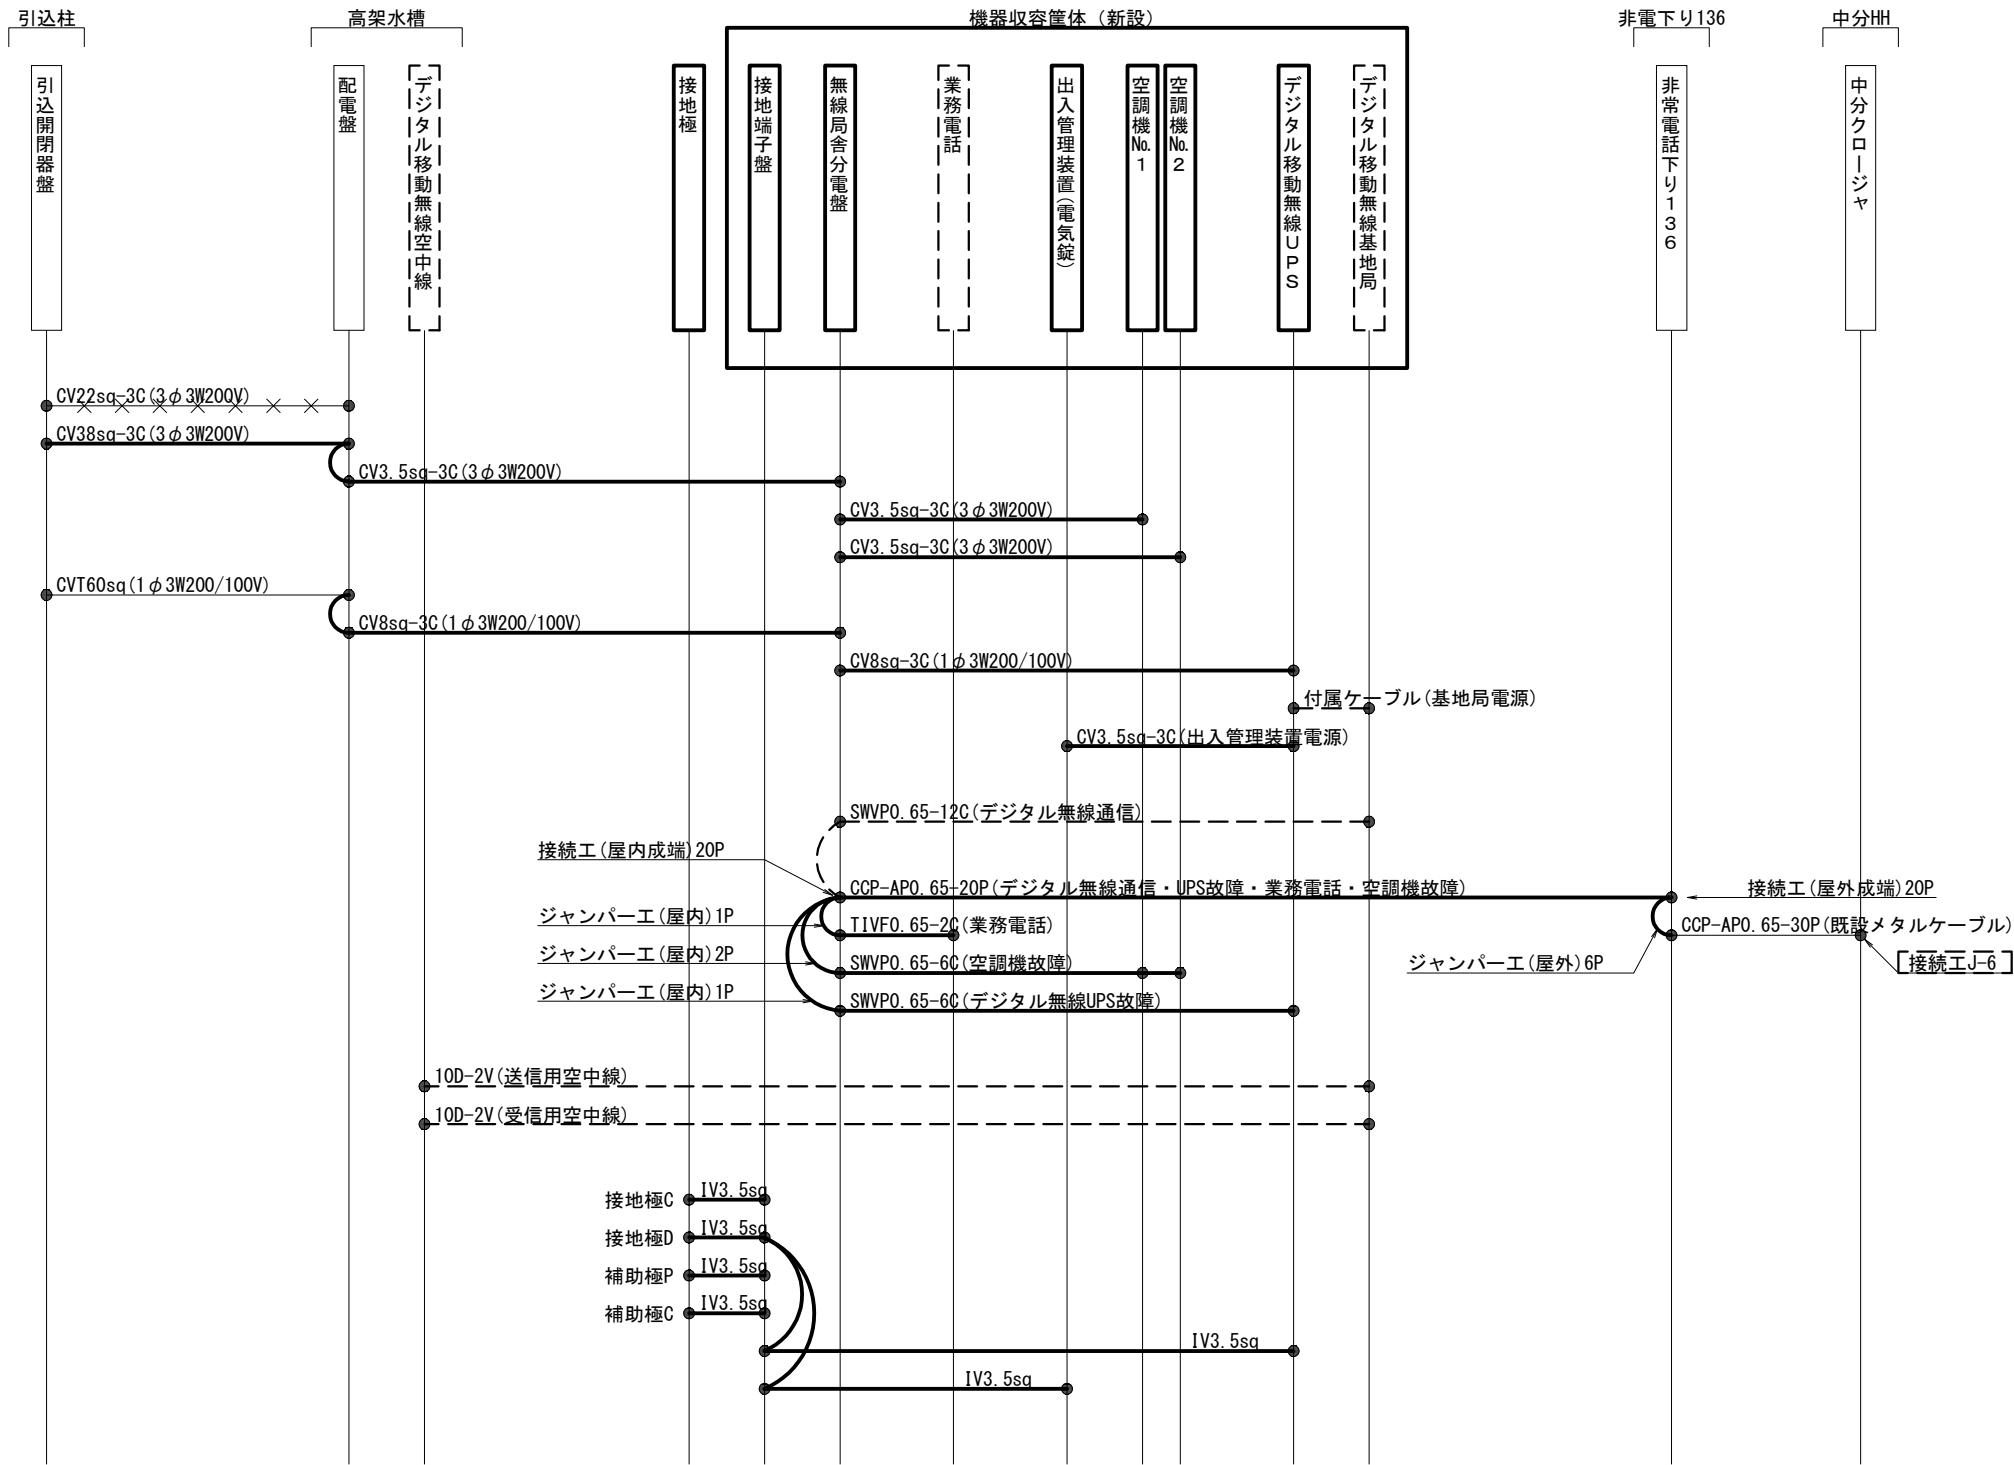 引込柱
高架水槽
機器収容筐体（新設）
非電下り136
中分HH
引込開閉器盤
配電盤
デジタル移動無線空中線
接地極
接地端子盤
無線局舎分電盤
業務電話
出入管理装置(電気錠)
空調機№１
空調機№２
デジタル移動無線ＵＰＳ
デジタル移動無線基地局
非常電話下り１３６
中分クロージャ
CV22sq-3C(3φ3W200V)
CV38sq-3C(3φ3W200V)
CV3.5sq-3C(3φ3W200V)
CV3.5sq-3C(3φ3W200V)
CV3.5sq-3C(3φ3W200V)
CVT60sq(1φ3W200/100V)
CV8sq-3C(1φ3W200/100V)
CV8sq-3C(1φ3W200/100V)
付属ケーブル(基地局電源)
CV3.5sq-3C(出入管理装置電源)
SWVP0.65-12C(デジタル無線通信)
接続工(屋内成端)20P
CCP-AP0.65-20P(デジタル無線通信・UPS故障・業務電話・空調機故障)
接続工(屋外成端)20P
ジャンパー工(屋内)1P
TIVF0.65-2C(業務電話)
CCP-AP0.65-30P(既設メタルケーブル)
ジャンパー工(屋内)2P
SWVP0.65-6C(空調機故障)
ジャンパー工(屋外)6P
接続工J-6
ジャンパー工(屋内)1P
SWVP0.65-6C(デジタル無線UPS故障)
10D-2V(送信用空中線)
10D-2V(受信用空中線)
接地極C
IV3.5sq
接地極D
IV3.5sq
補助極P
IV3.5sq
補助極C
IV3.5sq
IV3.5sq
IV3.5sq